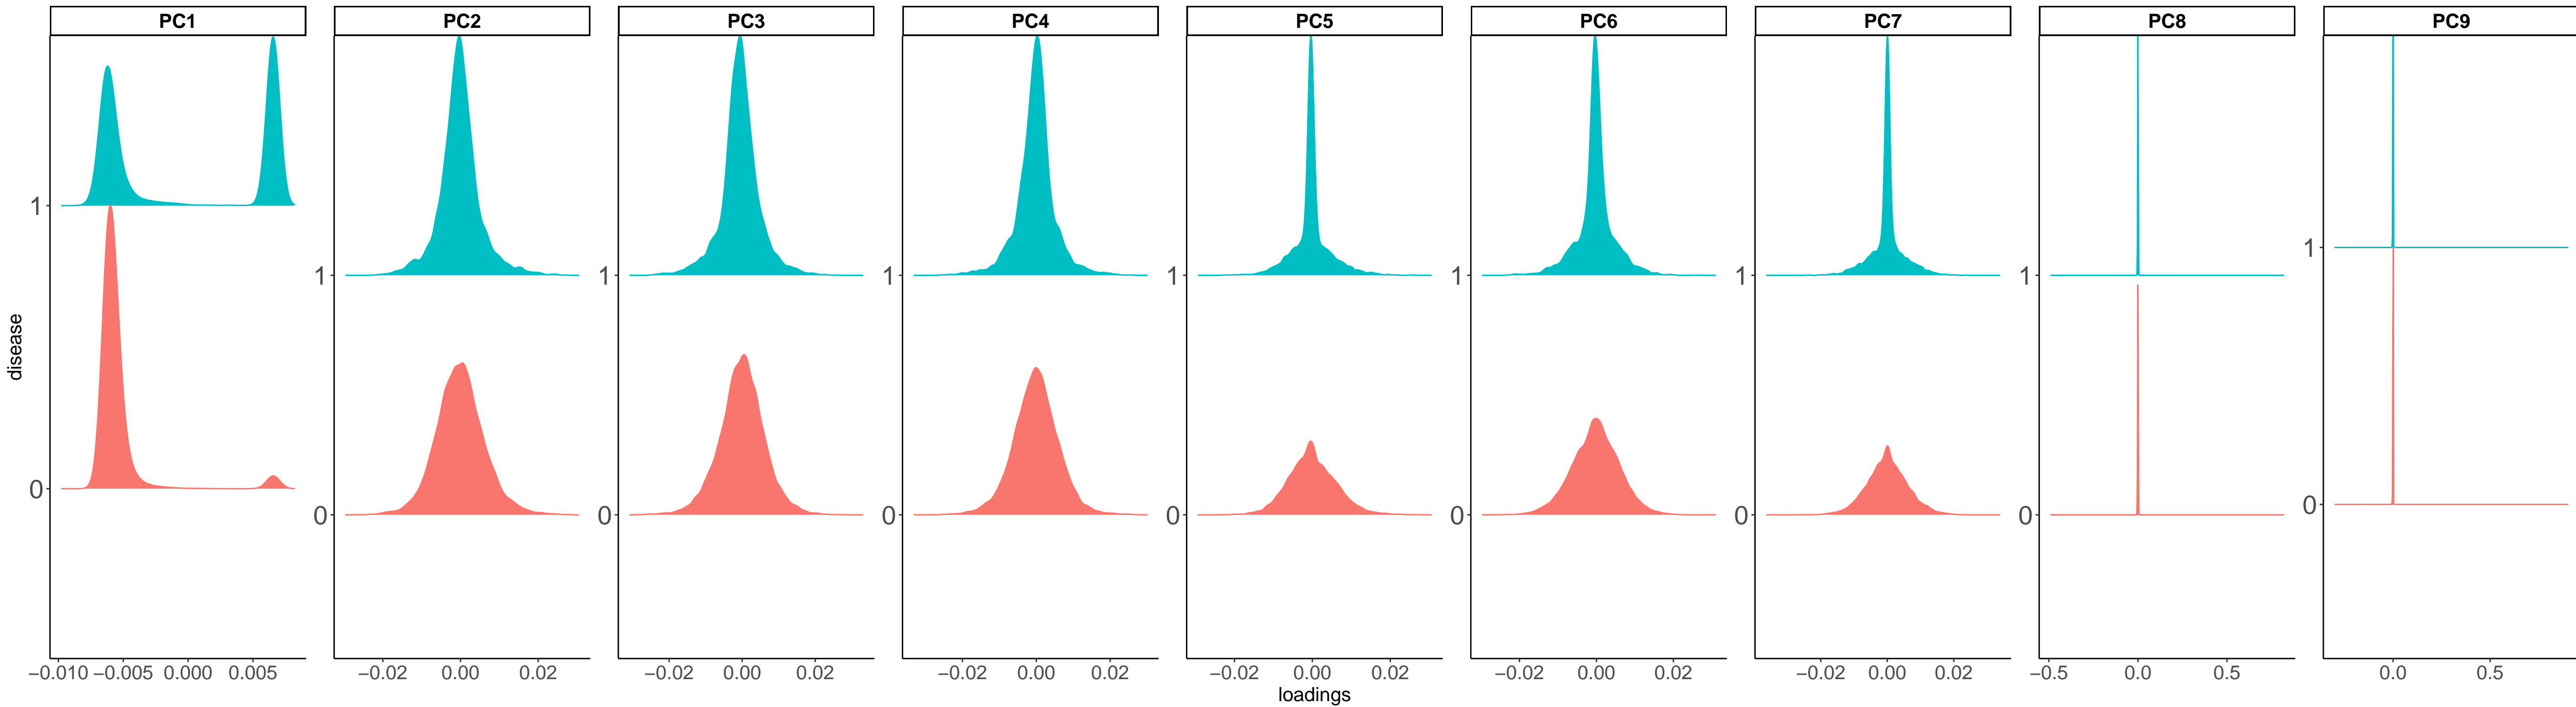 PC1 PC2 PC3 PC4 PC5 PC6 PC7 PC8 PC9
disease
1 1 1 1 1 1 1 1 1
0 0 0 0 0 0 0 0 0
−0.010 −0.005 0.000 0.005 −0.02 0.00 0.02 −0.02 0.00 0.02 −0.02 0.00 0.02 −0.02 0.00 0.02 −0.02 0.00 0.02 −0.02 0.00 0.02 −0.5 0.0 0.5 0.0 0.5
loadings